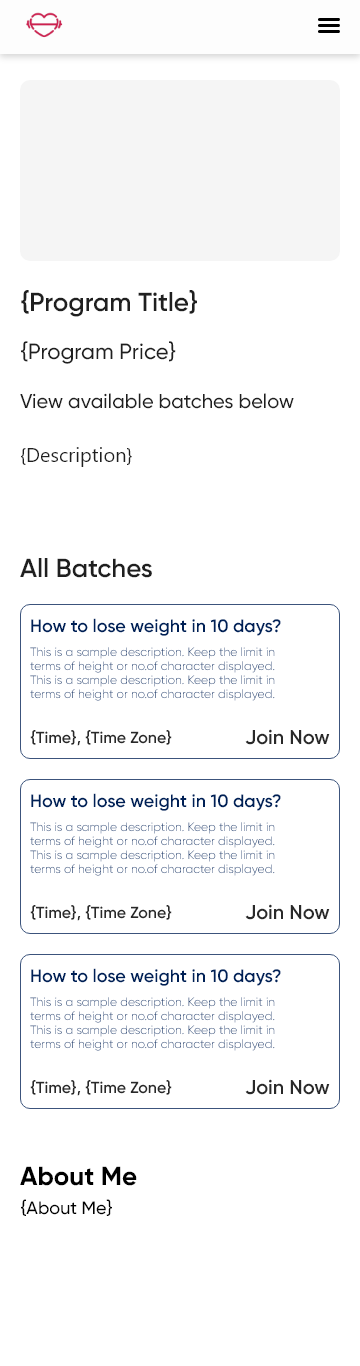 {Program Title}
{Program Price}
View available batches below
{Description}
All Batches
How to lose weight in 10 days?
This is a sample description. Keep the limit in
terms of height or no.of character displayed.
This is a sample description. Keep the limit in
terms of height or no.of character displayed.
{Time}, {Time Zone}
Join Now
How to lose weight in 10 days?
This is a sample description. Keep the limit in
terms of height or no.of character displayed.
This is a sample description. Keep the limit in
terms of height or no.of character displayed.
{Time}, {Time Zone}
Join Now
How to lose weight in 10 days?
This is a sample description. Keep the limit in
terms of height or no.of character displayed.
This is a sample description. Keep the limit in
terms of height or no.of character displayed.
{Time}, {Time Zone}
Join Now
About Me
{About Me}